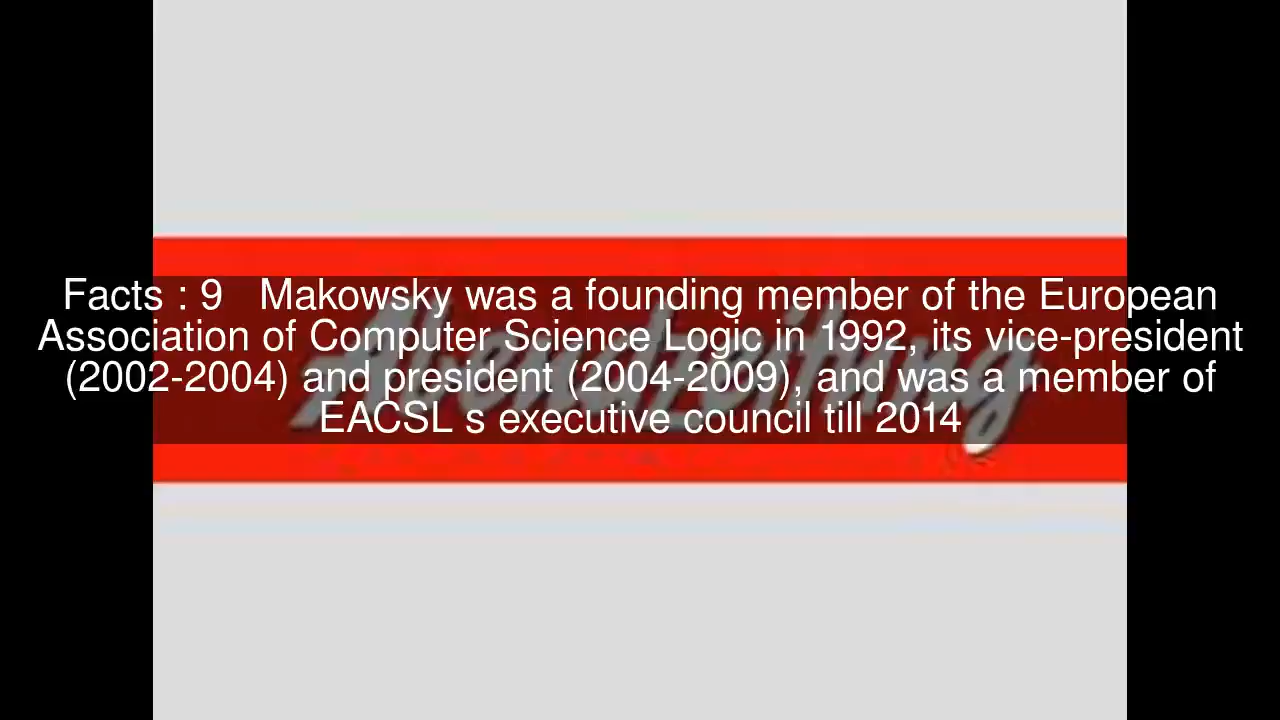 Facts : 9 Makowsky was a founding member of the European
Association of Computer Science Logic in 1992, its vice-president
(2002-2004) and president (2004-2009), and was a member of
EACSL s executive council till 2014